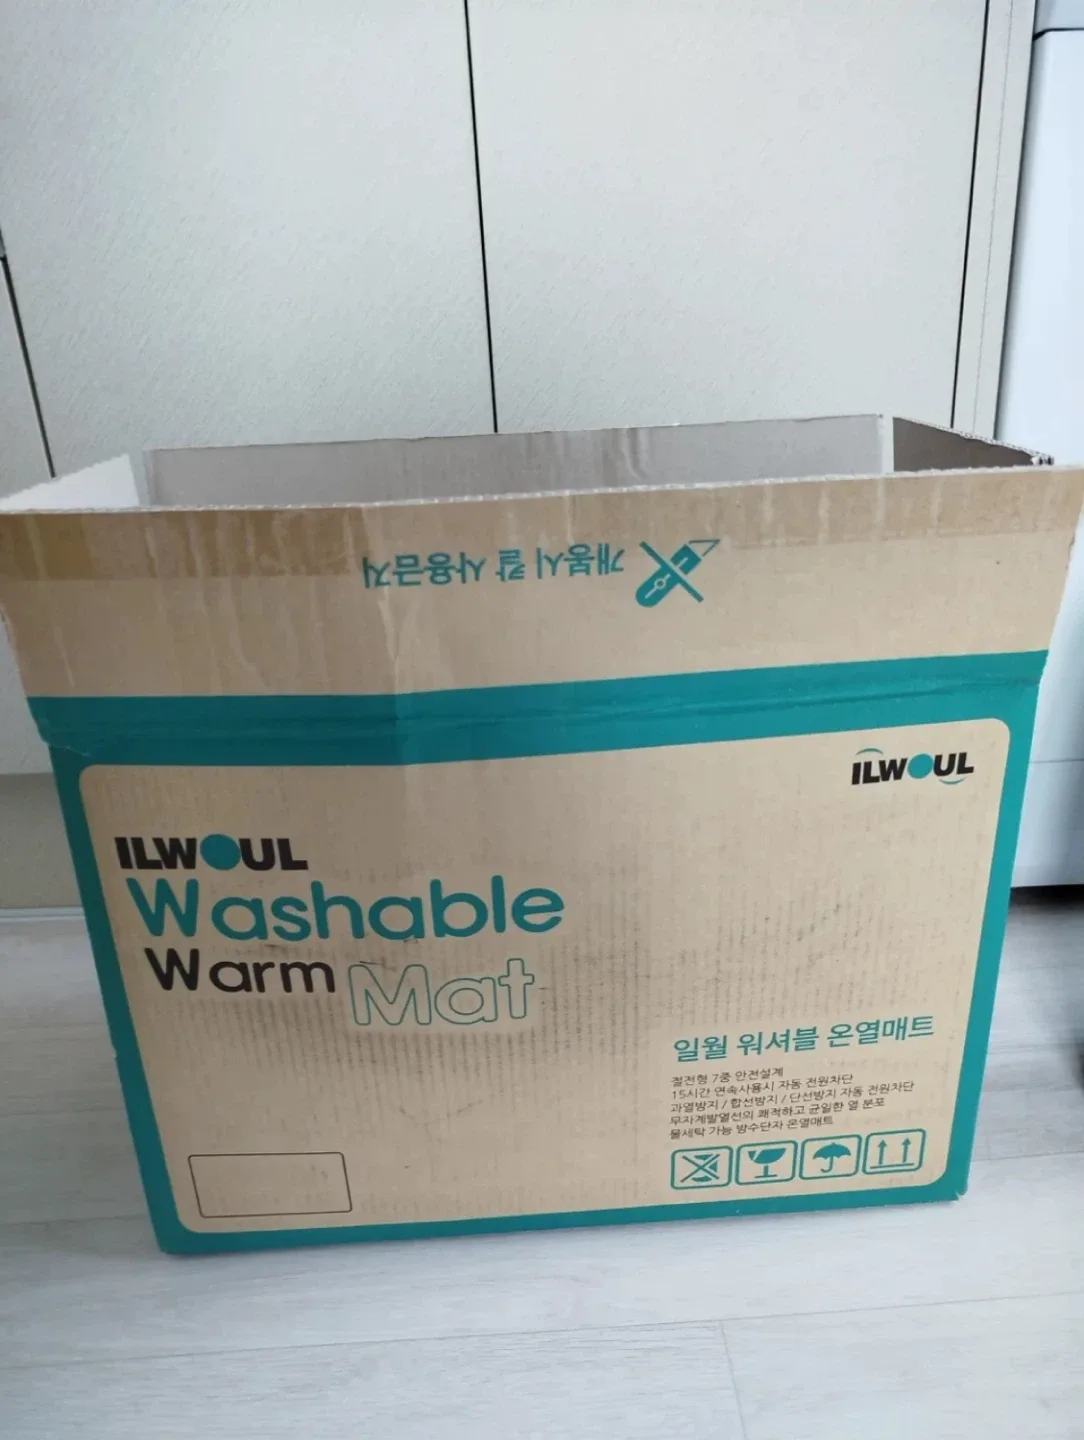 개봉시 칼 사용금지
ILWOUL
ILWOUL
Washable
Warm Mat
일월 워셔블 온열매트
절전형 7중 안전설계
15시간 연속사용시 자동 전원차단
과열방지 / 합선방지 / 단선방지 자동 전원차단
무자계발열선의 쾌적하고 균일한 열 분포
물세탁 가능 방수단자 온열매트